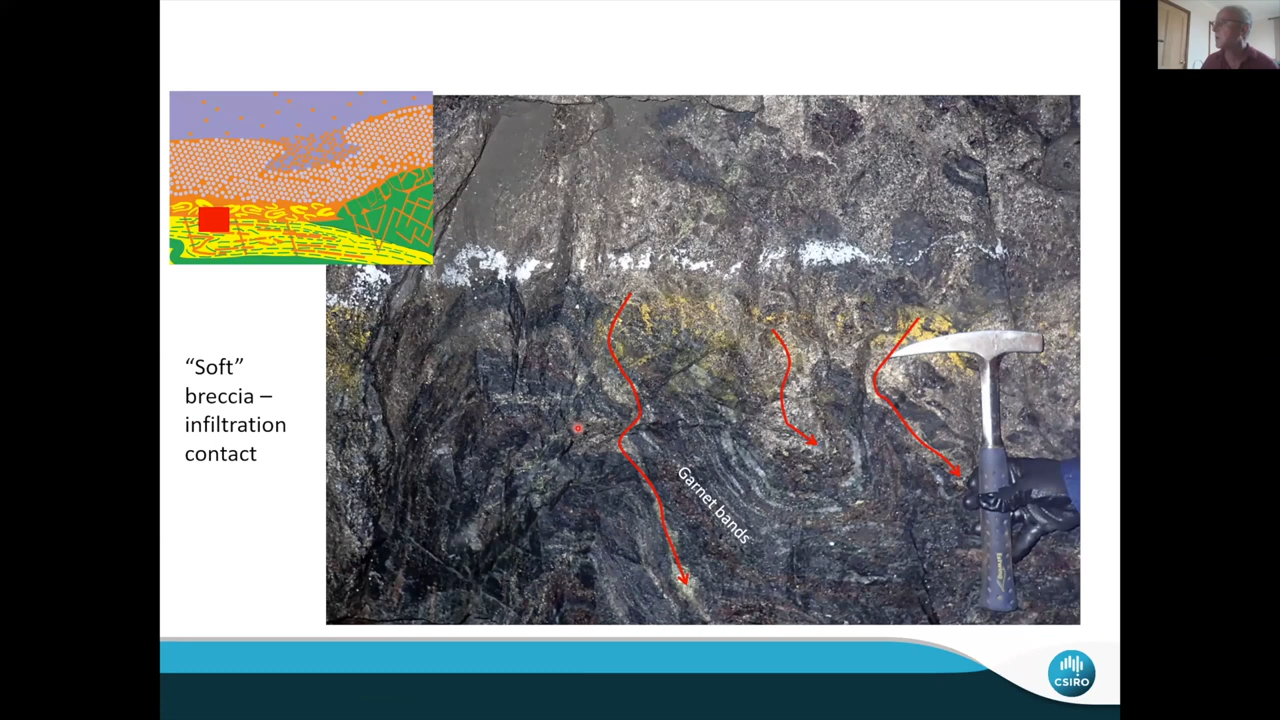 “Soft”
breccia –
infiltration
contact
Garnet bands
CSIRO